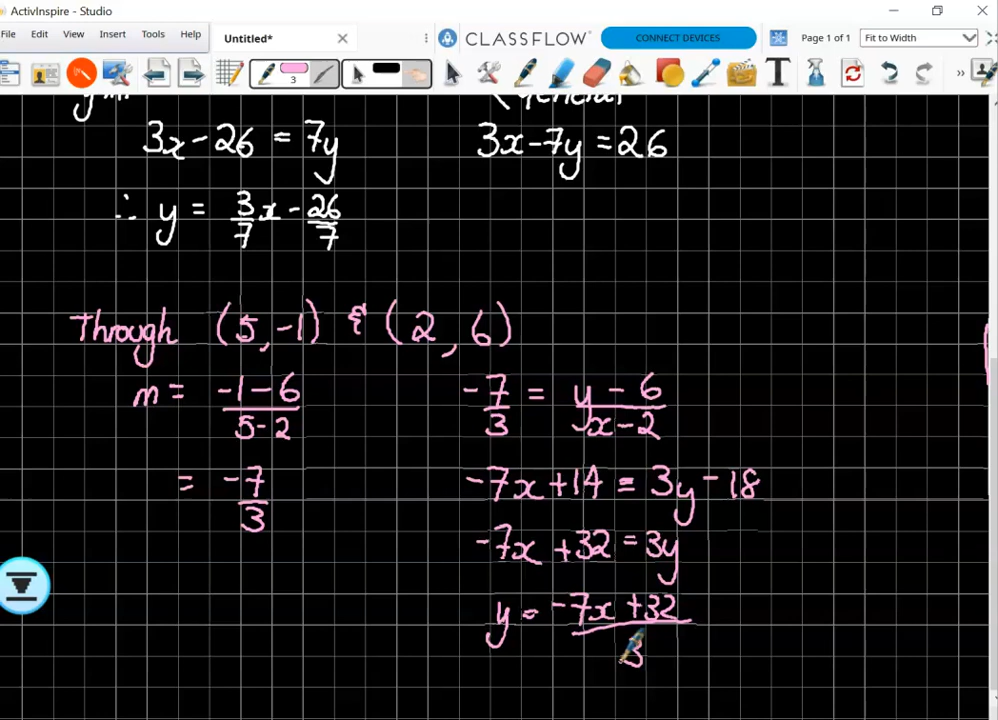 ActivInspire - Studio
File Edit View Insert Tools Help
Untitled*
CLASSFLOW
CONNECT DEVICES
Page 1 of 1
Fit to Width
3
3x - 26 = 7y
3x - 7y = 26
∴ y = 3/7 x - 26/7
Through (5, -1) & (2, 6)
m = (-1 - 6)/(5 - 2)
= -7/3
-7/3 = (y - 6)/(x - 2)
-7x + 14 = 3y - 18
-7x + 32 = 3y
y = (-7x + 32)/3